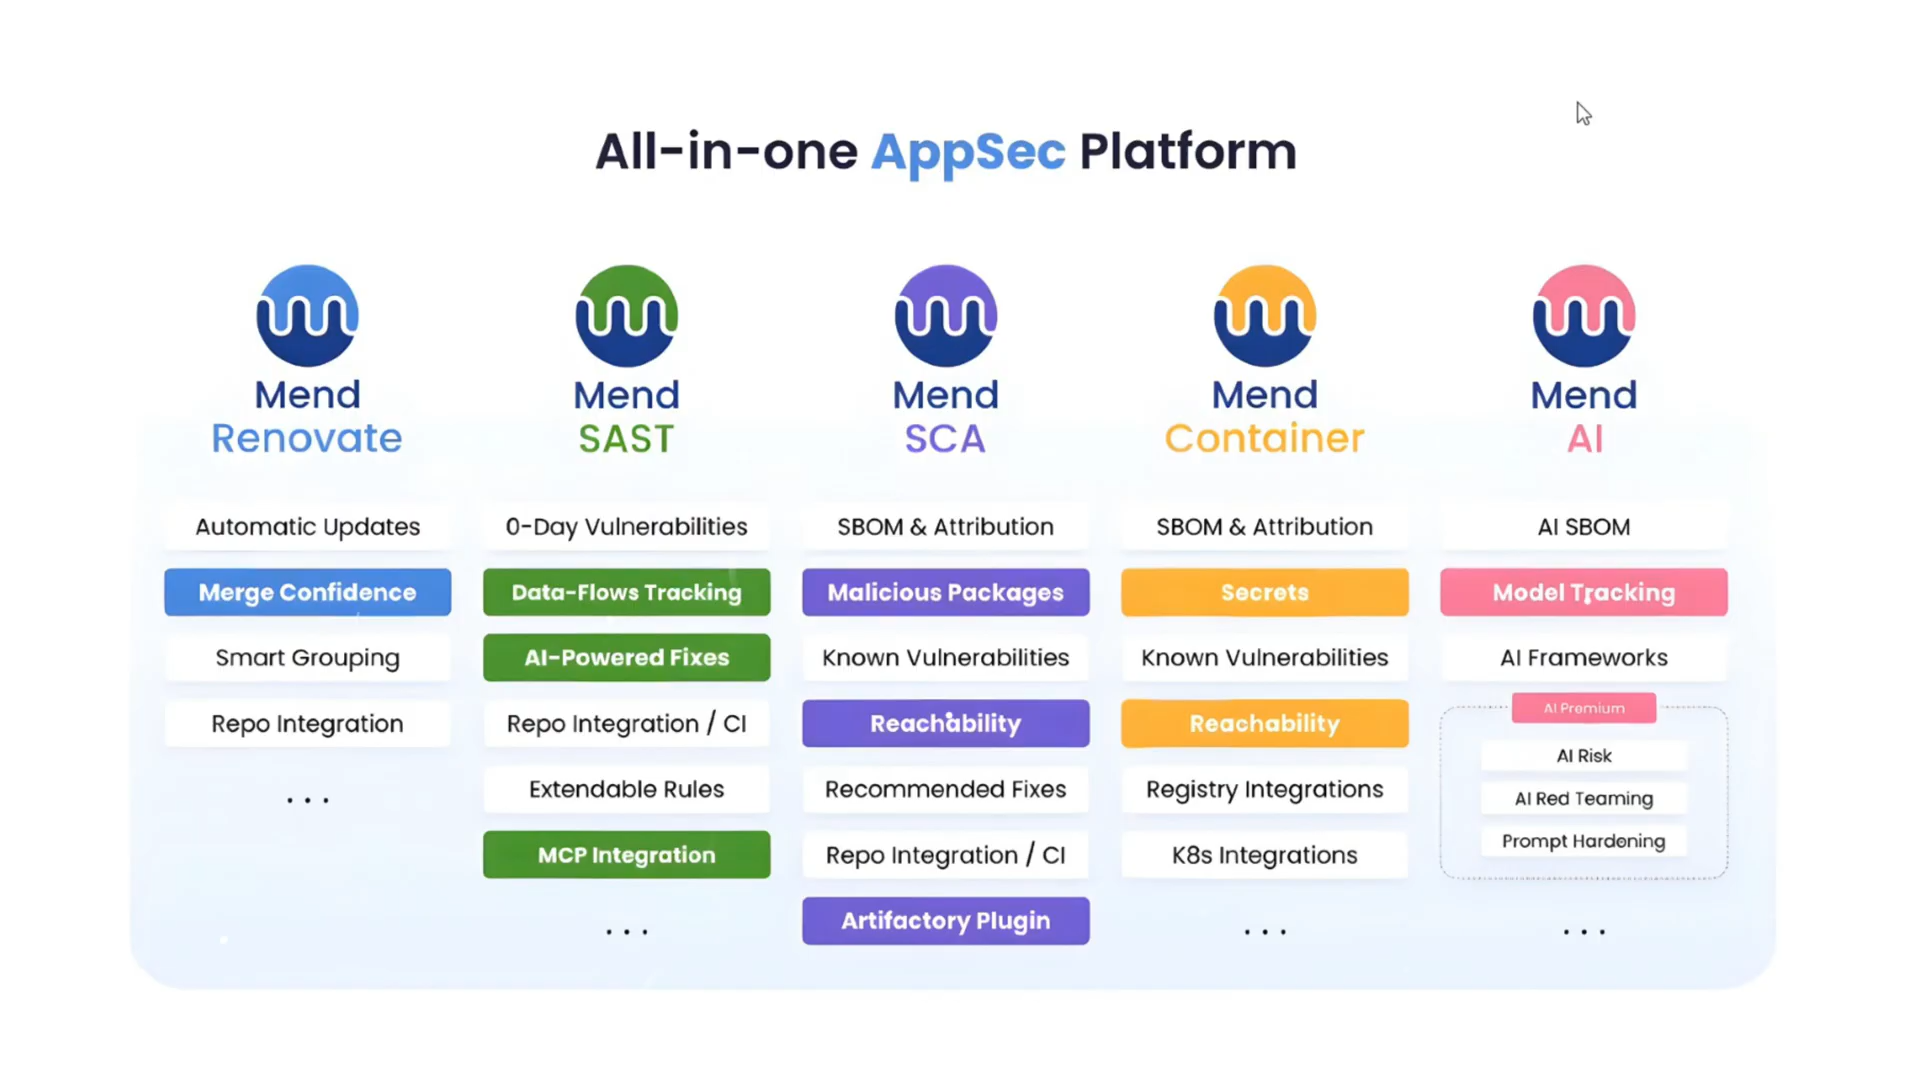 All-in-one AppSec Platform
Mend
Renovate
Automatic Updates
Merge Confidence
Smart Grouping
Repo Integration
...
Mend
SAST
0-Day Vulnerabilities
Data-Flows Tracking
AI-Powered Fixes
Repo Integration / CI
Extendable Rules
MCP Integration
...
Mend
SCA
SBOM & Attribution
Malicious Packages
Known Vulnerabilities
Reachability
Recommended Fixes
Repo Integration / CI
Artifactory Plugin
Mend
Container
SBOM & Attribution
Secrets
Known Vulnerabilities
Reachability
Registry Integrations
K8s Integrations
...
Mend
AI
AI SBOM
Model Tracking
AI Frameworks
AI Premium
AI Risk
AI Red Teaming
Prompt Hardening
...